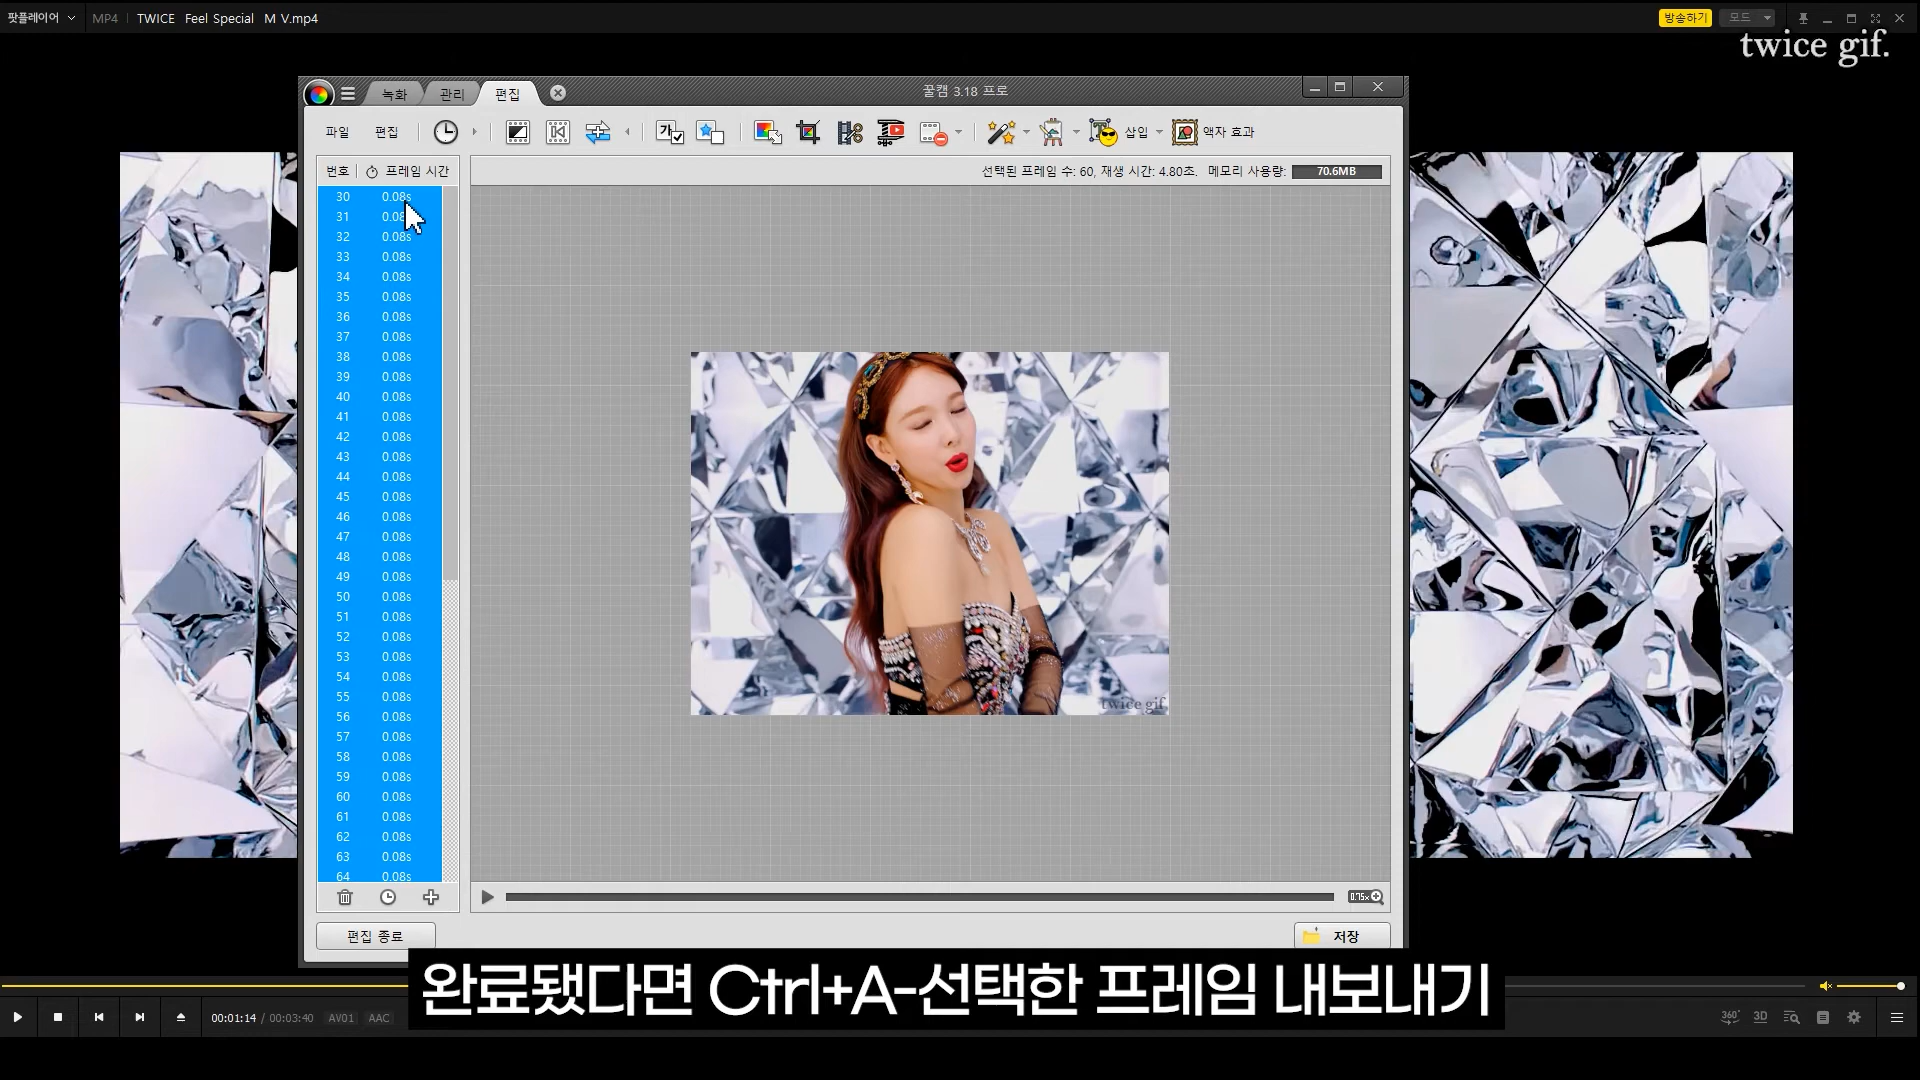 팟플레이어 MP4 TWICE Feel Special M V.mp4 방송하기 모드
twice gif.
녹화 관리 편집 꿀캠 3.18 프로
파일 편집 가 삽입 액자 효과
번호 프레임 시간 선택된 프레임 수: 60, 재생 시간: 4.80초. 메모리 사용량: 70.6MB
30 0.08s
31 0.08s
32 0.08s
33 0.08s
34 0.08s
35 0.08s
36 0.08s
37 0.08s
38 0.08s
39 0.08s
40 0.08s
41 0.08s
42 0.08s
43 0.08s
44 0.08s
45 0.08s
46 0.08s
47 0.08s
48 0.08s
49 0.08s
50 0.08s
51 0.08s
52 0.08s
53 0.08s
54 0.08s
55 0.08s
56 0.08s
57 0.08s
58 0.08s
59 0.08s
60 0.08s
61 0.08s
62 0.08s
63 0.08s
64 0.08s
twice gif.
0.75x
편집 종료 저장
완료됐다면 Ctrl+A-선택한 프레임 내보내기
00:01:14 / 00:03:40 AV01 AAC 360° 3D